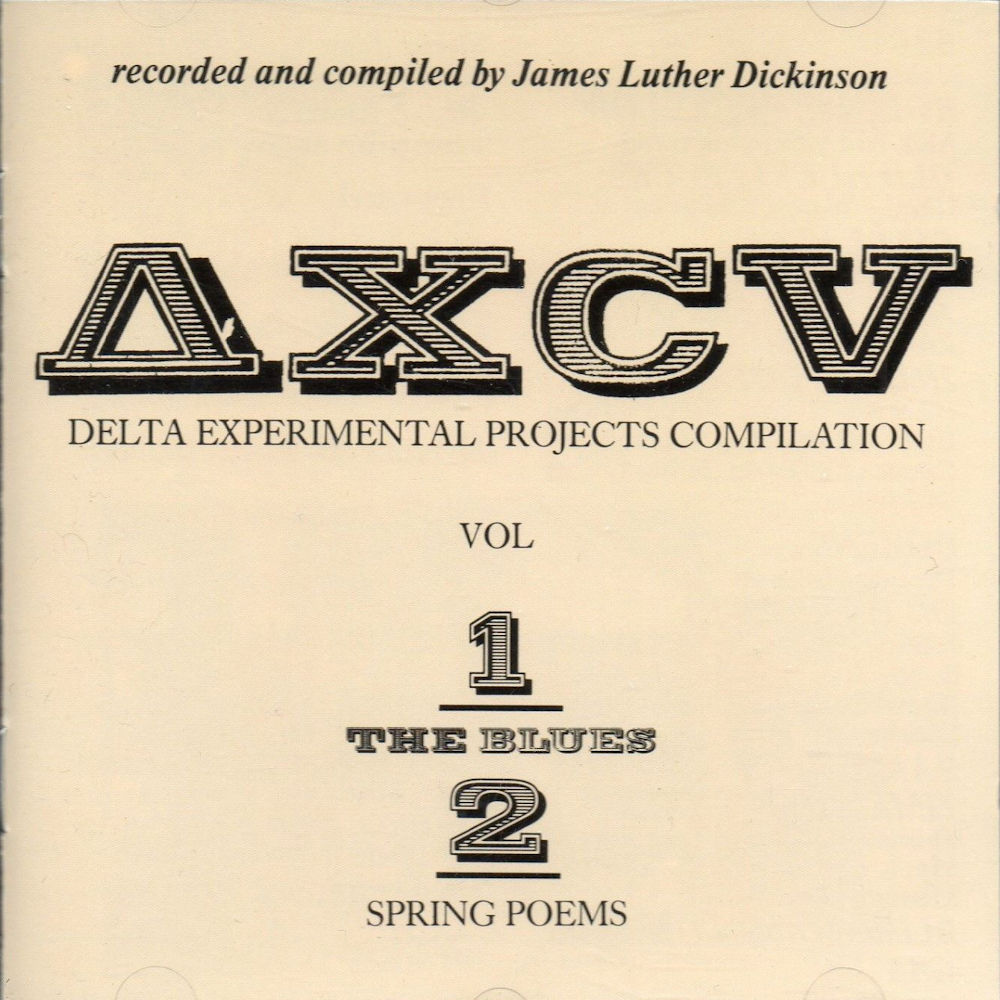 recorded and compiled by James Luther Dickinson
ΔXCV
DELTA EXPERIMENTAL PROJECTS COMPILATION
VOL
1
THE BLUES
2
SPRING POEMS